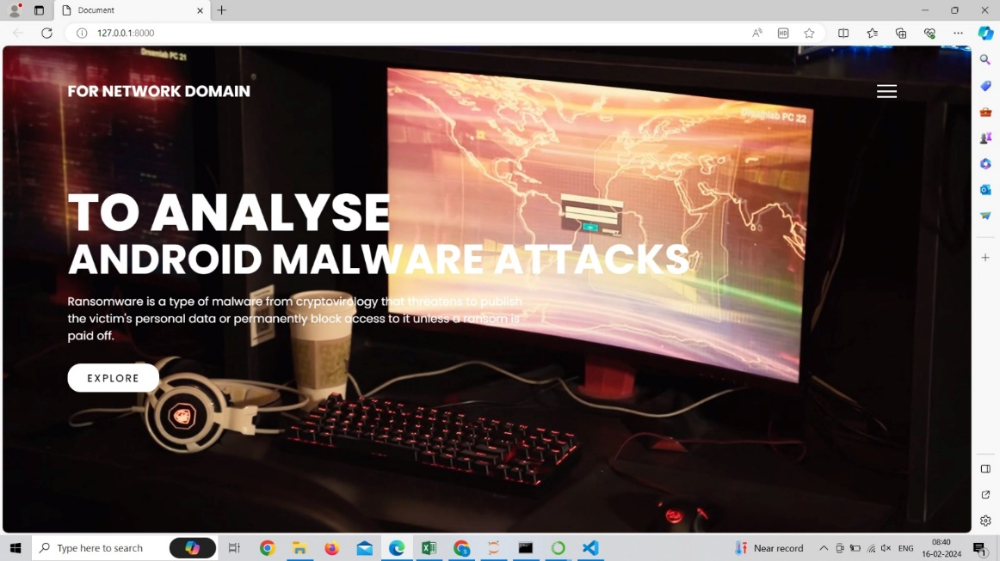 Document
127.0.0.1:8000
Dreamlab PC 21
FOR NETWORK DOMAIN
Dreamlab PC 22
TO ANALYSE
ANDROID MALWARE ATTACKS
Ransomware is a type of malware from cryptovirology that threatens to publish
the victim's personal data or permanently block access to it unless a ransom is
paid off.
EXPLORE
Type here to search
Near record
ENG
08:40
16-02-2024